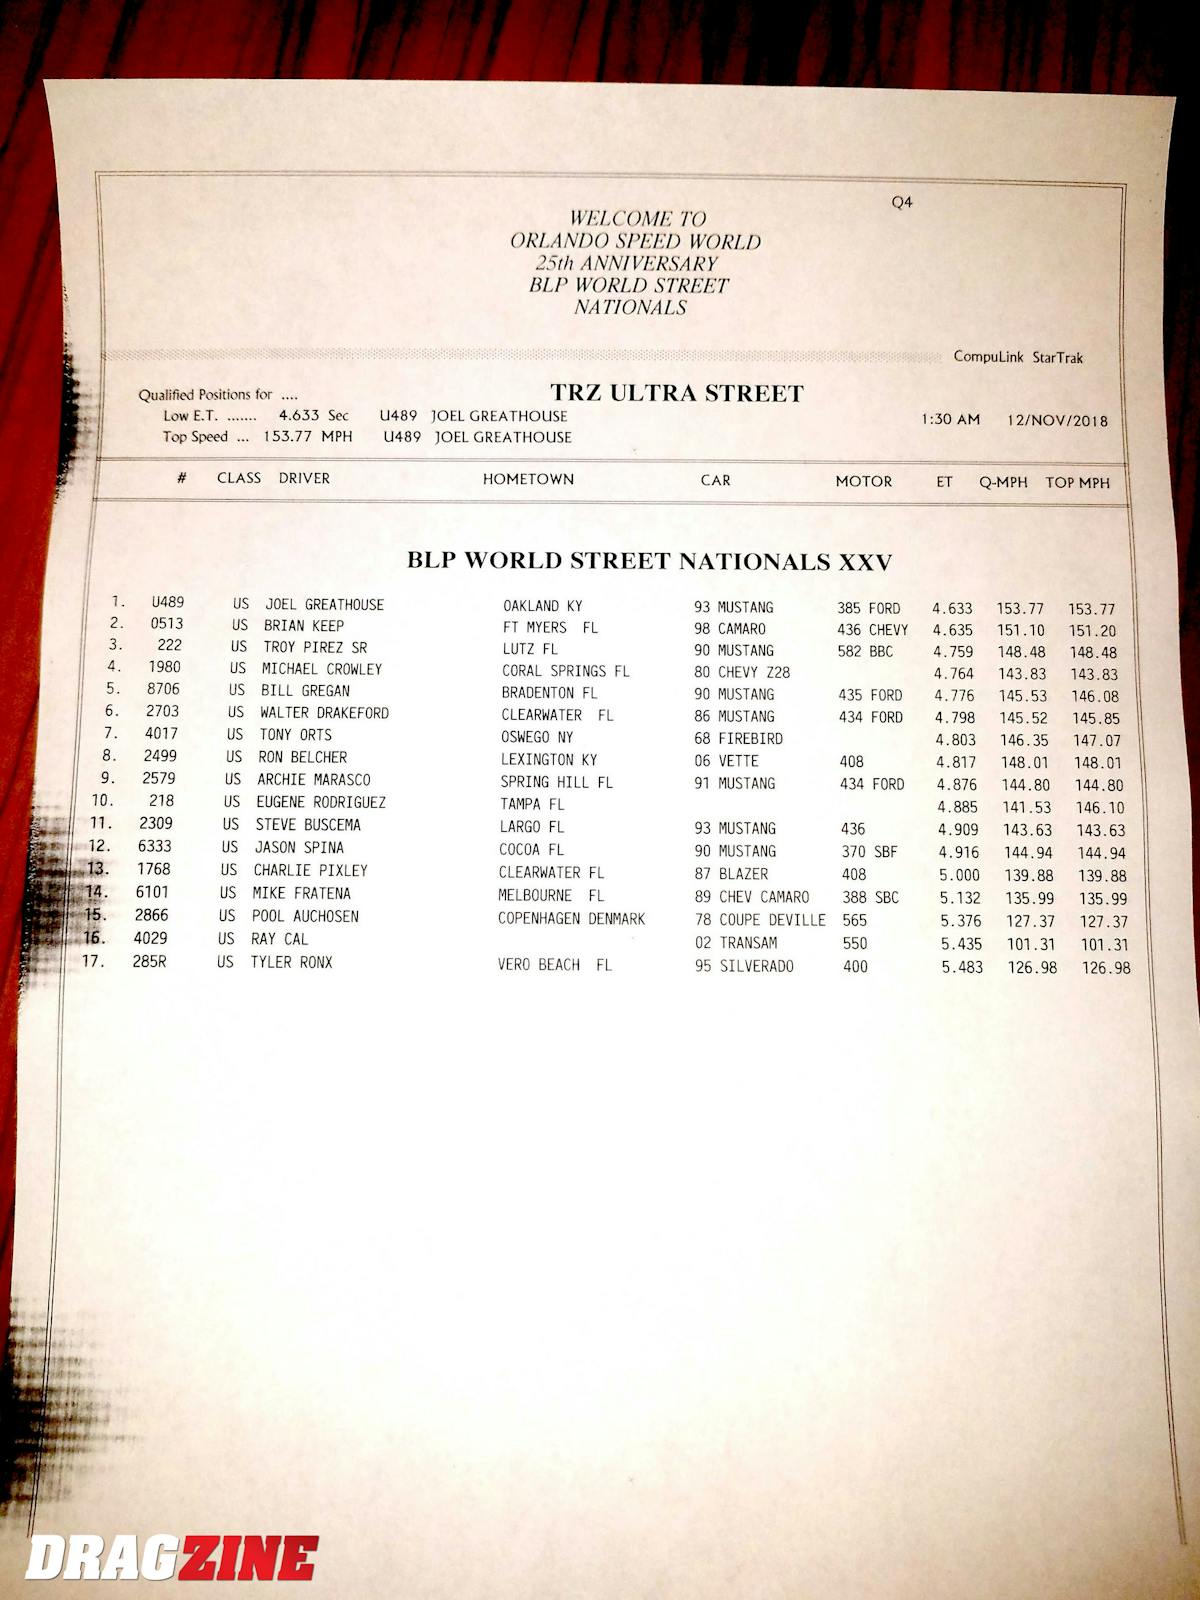 Q4
WELCOME TO
ORLANDO SPEED WORLD
25th ANNIVERSARY
BLP WORLD STREET
NATIONALS
CompuLink StarTrak
Qualified Positions for .... TRZ ULTRA STREET
Low E.T. ....... 4.633 Sec U489 JOEL GREATHOUSE 1:30 AM 12/NOV/2018
Top Speed ... 153.77 MPH U489 JOEL GREATHOUSE
# CLASS DRIVER HOMETOWN CAR MOTOR ET Q-MPH TOP MPH
BLP WORLD STREET NATIONALS XXV
1. U489 US JOEL GREATHOUSE OAKLAND KY 93 MUSTANG 385 FORD 4.633 153.77 153.77
2. 0513 US BRIAN KEEP FT MYERS FL 98 CAMARO 436 CHEVY 4.635 151.10 151.20
3. 222 US TROY PIREZ SR LUTZ FL 90 MUSTANG 582 BBC 4.759 148.48 148.48
4. 1980 US MICHAEL CROWLEY CORAL SPRINGS FL 80 CHEVY Z28 4.764 143.83 143.83
5. 8706 US BILL GREGAN BRADENTON FL 90 MUSTANG 435 FORD 4.776 145.53 146.08
6. 2703 US WALTER DRAKEFORD CLEARWATER FL 86 MUSTANG 434 FORD 4.798 145.52 145.85
7. 4017 US TONY ORTS OSWEGO NY 68 FIREBIRD 4.803 146.35 147.07
8. 2499 US RON BELCHER LEXINGTON KY 06 VETTE 408 4.817 148.01 148.01
9. 2579 US ARCHIE MARASCO SPRING HILL FL 91 MUSTANG 434 FORD 4.876 144.80 144.80
10. 218 US EUGENE RODRIGUEZ TAMPA FL 4.885 141.53 146.10
11. 2309 US STEVE BUSCEMA LARGO FL 93 MUSTANG 436 4.909 143.63 143.63
12. 6333 US JASON SPINA COCOA FL 90 MUSTANG 370 SBF 4.916 144.94 144.94
13. 1768 US CHARLIE PIXLEY CLEARWATER FL 87 BLAZER 408 5.000 139.88 139.88
14. 6101 US MIKE FRATENA MELBOURNE FL 89 CHEV CAMARO 388 SBC 5.132 135.99 135.99
15. 2866 US POOL AUCHOSEN COPENHAGEN DENMARK 78 COUPE DEVILLE 565 5.376 127.37 127.37
16. 4029 US RAY CAL 02 TRANSAM 550 5.435 101.31 101.31
17. 285R US TYLER RONX VERO BEACH FL 95 SILVERADO 400 5.483 126.98 126.98
DRAGZINE